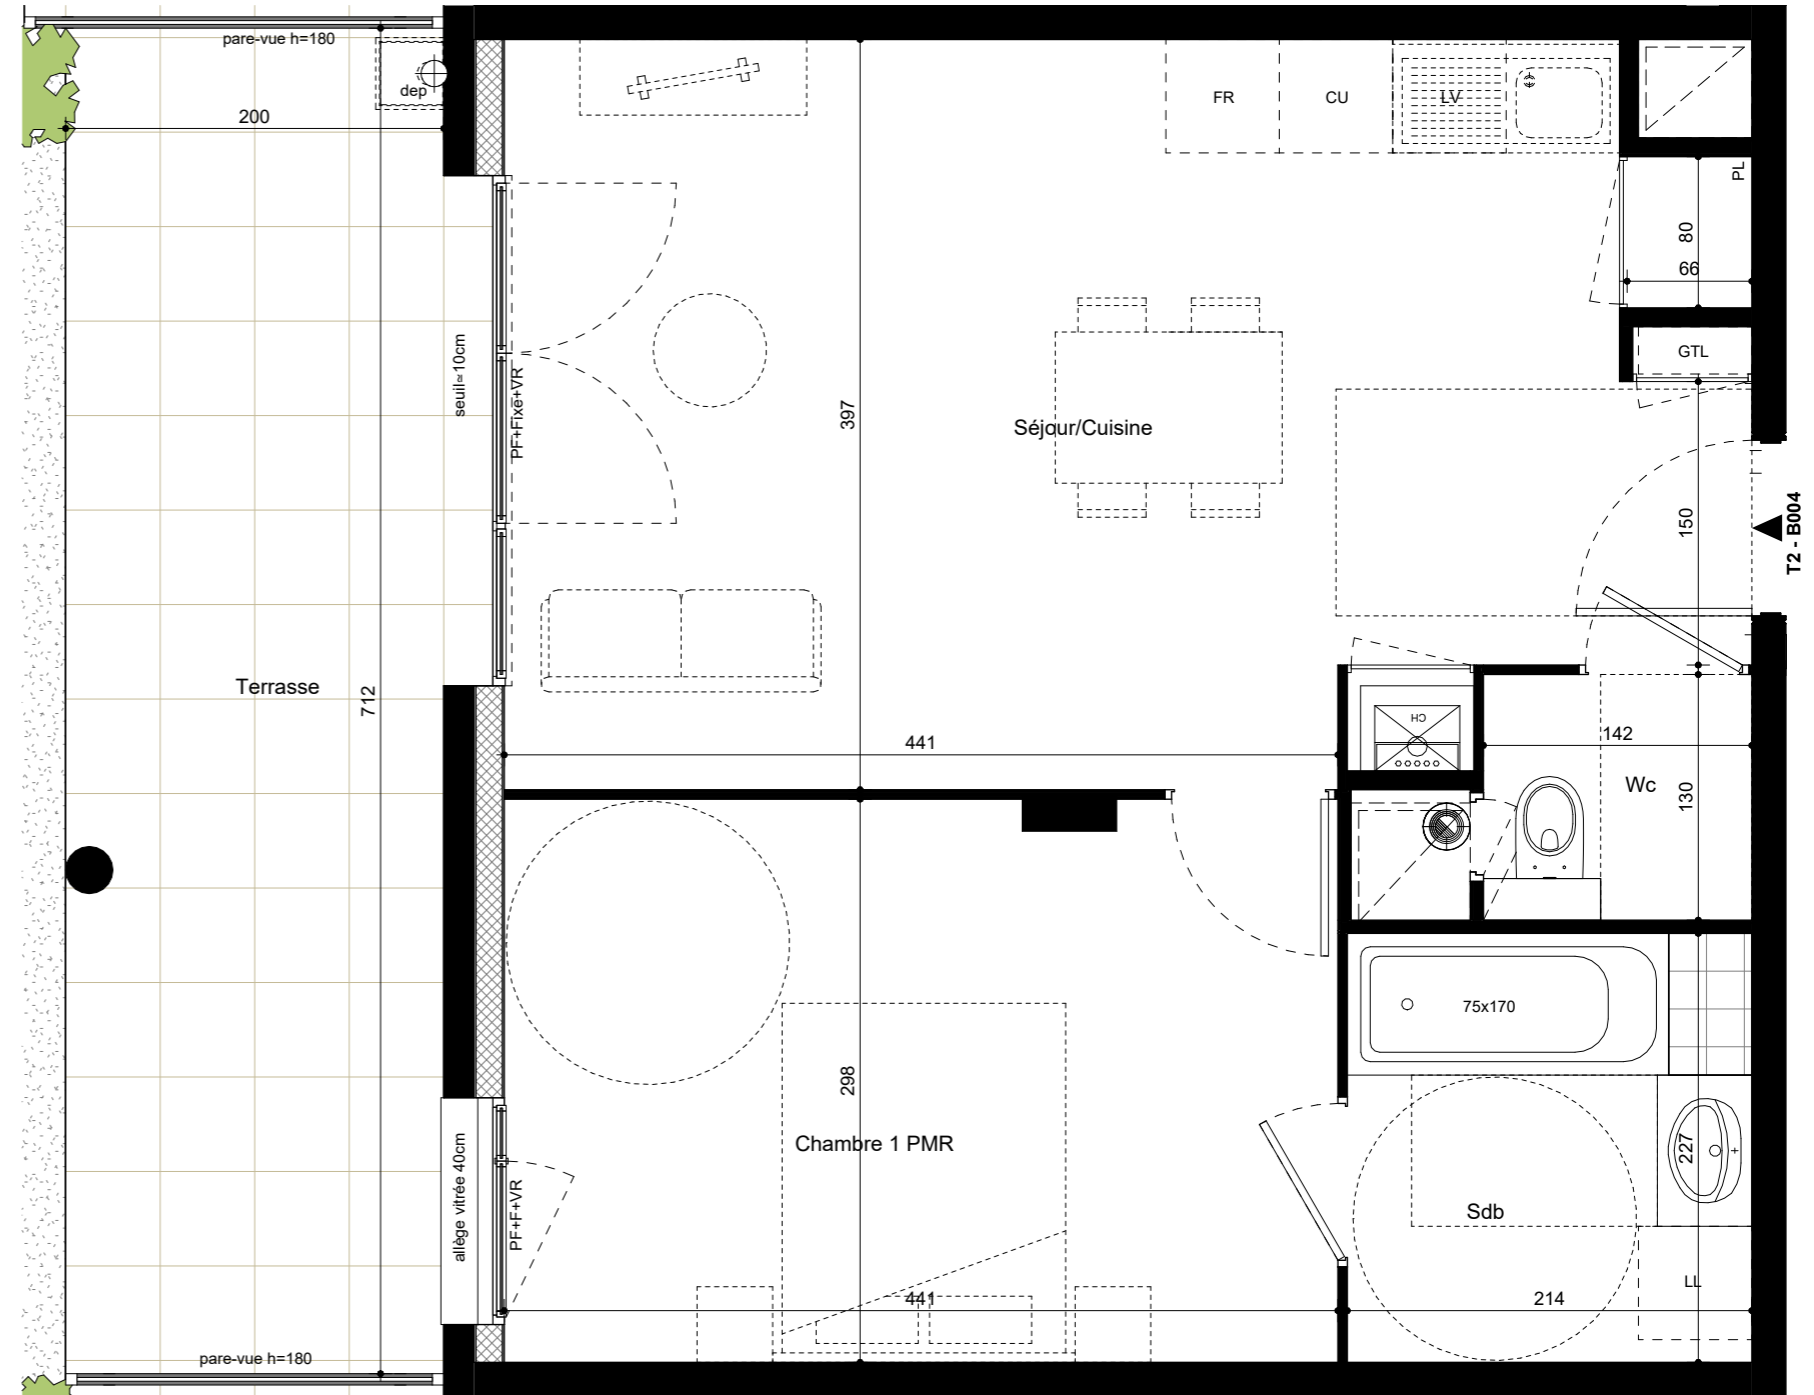 pare-vue h=180
dep
200
FR
CU
LV
PL
80
66
GTL
seuil≈10cm
PF+Fixe+VR
397
Séjour/Cuisine
150
T2 - B004
Terrasse
712
441
CH
142
Wc
130
75x170
298
Chambre 1 PMR
227
Sdb
allège vitrée 40cm
PF+F+VR
LL
441
214
pare-vue h=180